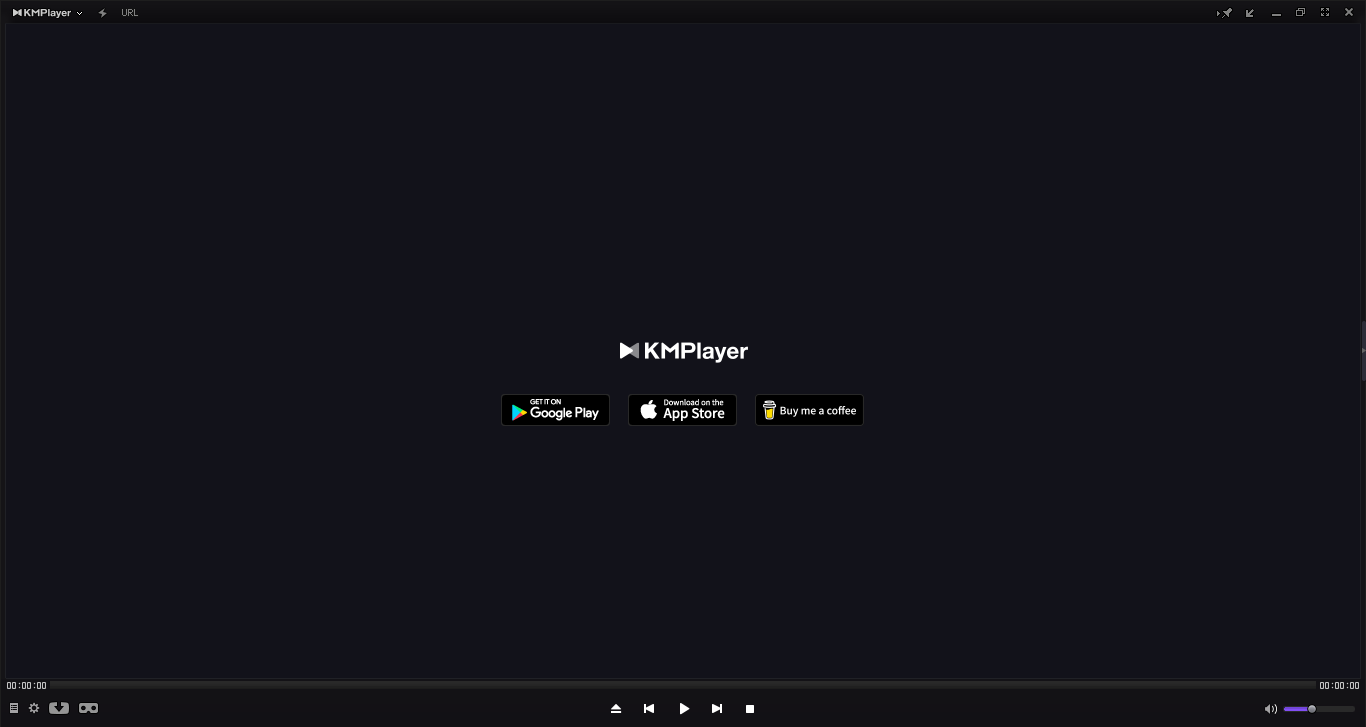 KMPlayer
URL
KMPlayer
GET IT ON
Google Play
Download on the
App Store
Buy me a coffee
00:00:00
00:00:00